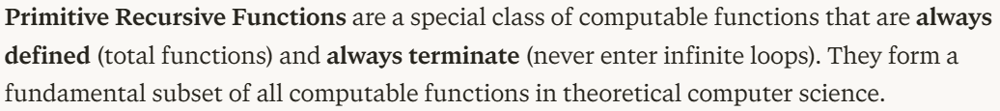 Primitive Recursive Functions are a special class of computable functions that are always
defined (total functions) and always terminate (never enter infinite loops). They form a
fundamental subset of all computable functions in theoretical computer science.